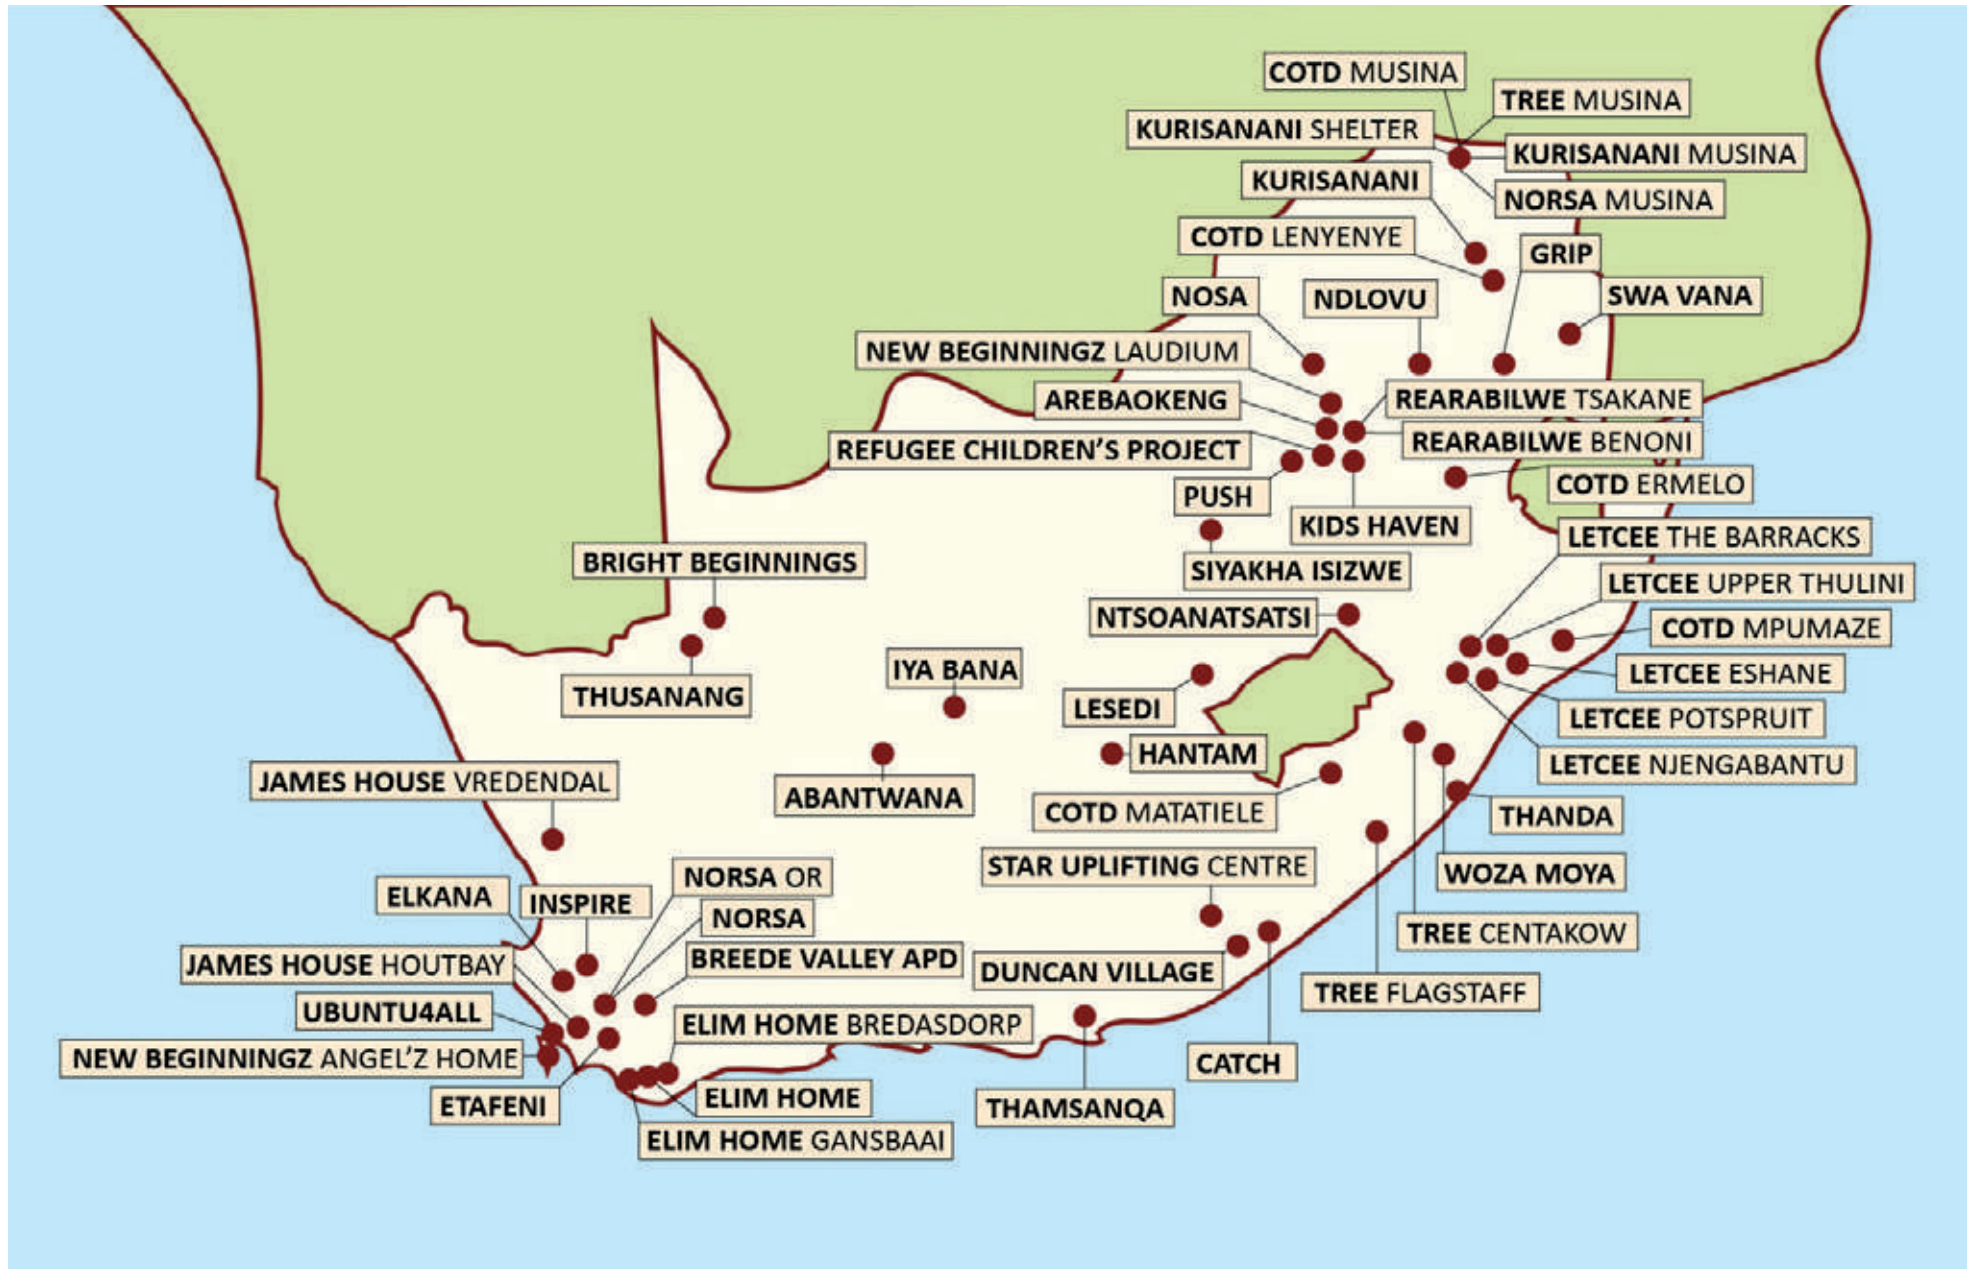 COTD MUSINA
TREE MUSINA
KURISANANI SHELTER
KURISANANI MUSINA
KURISANANI
NORSA MUSINA
COTD LENYENYE
GRIP
NOSA
NDLOVU
SWA VANA
NEW BEGINNINGZ LAUDIUM
AREBAOKENG
REARABILWE TSAKANE
REFUGEE CHILDREN'S PROJECT
REARABILWE BENONI
PUSH
COTD ERMELO
KIDS HAVEN
LETCEE THE BARRACKS
BRIGHT BEGINNINGS
SIYAKHA ISIZWE
LETCEE UPPER THULINI
NTSOANATSATSI
COTD MPUMAZE
IYA BANA
LETCEE ESHANE
THUSANANG
LESEDI
LETCEE POTSPRUIT
HANTAM
LETCEE NJENGABANTU
JAMES HOUSE VREDENDAL
ABANTWANA
COTD MATATIELE
THANDA
STAR UPLIFTING CENTRE
WOZA MOYA
NORSA OR
ELKANA
INSPIRE
NORSA
TREE CENTAKOW
JAMES HOUSE HOUTBAY
BREEDE VALLEY APD
DUNCAN VILLAGE
TREE FLAGSTAFF
UBUNTU4ALL
ELIM HOME BREDASDORP
NEW BEGINNINGZ ANGEL'Z HOME
CATCH
ETAFENI
ELIM HOME
THAMSANQA
ELIM HOME GANSBAAI